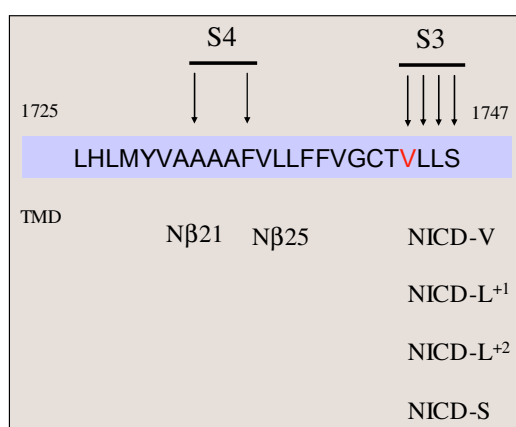 S4 S3
1725 1747
LHLMYVAAAAFVLLFFVGCTVLLS
TMD Nβ21 Nβ25 NICD-V
NICD-L+1
NICD-L+2
NICD-S